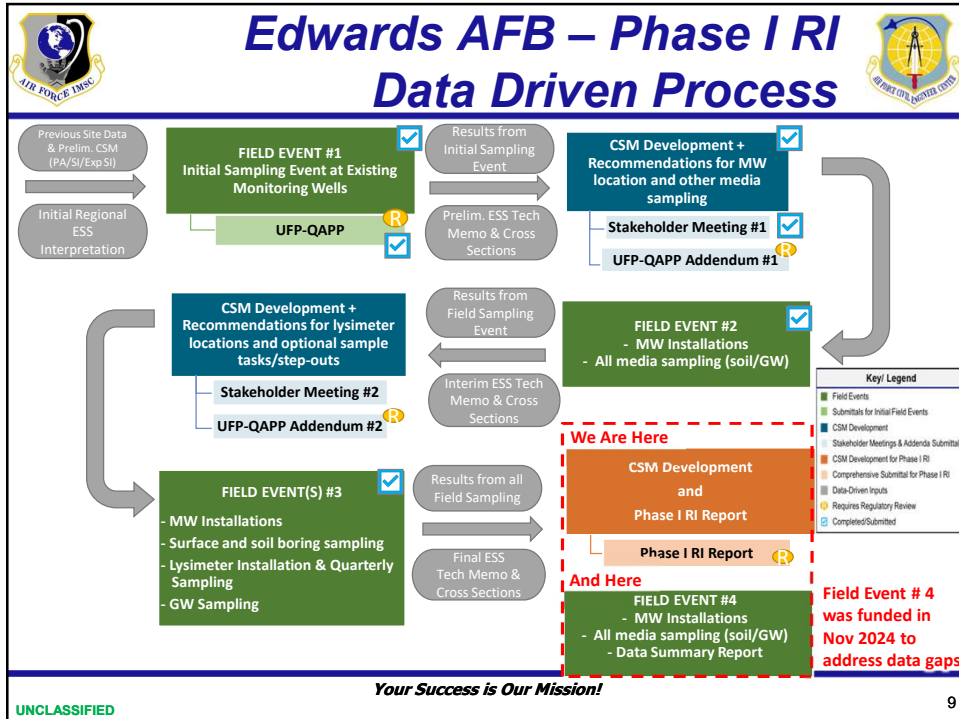 Edwards AFB – Phase I RI
Data Driven Process
AIR FORCE IMSC
AIR FORCE CIVIL ENGINEER CENTER
Previous Site Data
& Prelim. CSM
(PA/SI/Exp SI)
Initial Regional
ESS
Interpretation
FIELD EVENT #1
Initial Sampling Event at Existing
Monitoring Wells
UFP-QAPP
R
Results from
Initial Sampling
Event
Prelim. ESS Tech
Memo & Cross
Sections
CSM Development +
Recommendations for MW
location and other media
sampling
Stakeholder Meeting #1
UFP-QAPP Addendum #1
R
CSM Development +
Recommendations for lysimeter
locations and optional sample
tasks/step-outs
Stakeholder Meeting #2
UFP-QAPP Addendum #2
R
Results from
Field Sampling
Event
Interim ESS Tech
Memo & Cross
Sections
FIELD EVENT #2
- MW Installations
- All media sampling (soil/GW)
Key/ Legend
Field Events
Submittals for Initial Field Events
CSM Development
Stakeholder Meetings & Addenda Submittal
CSM Development for Phase I RI
Comprehensive Submittal for Phase I RI
Data-Driven Inputs
Requires Regulatory Review
Completed/Submitted
FIELD EVENT(S) #3
- MW Installations
- Surface and soil boring sampling
- Lysimeter Installation & Quarterly
Sampling
- GW Sampling
Results from all
Field Sampling
Final ESS
Tech Memo &
Cross Sections
We Are Here
CSM Development
and
Phase I RI Report
Phase I RI Report
R
And Here
FIELD EVENT #4
- MW Installations
- All media sampling (soil/GW)
- Data Summary Report
Field Event # 4
was funded in
Nov 2024 to
address data gaps
Your Success is Our Mission!
UNCLASSIFIED
9